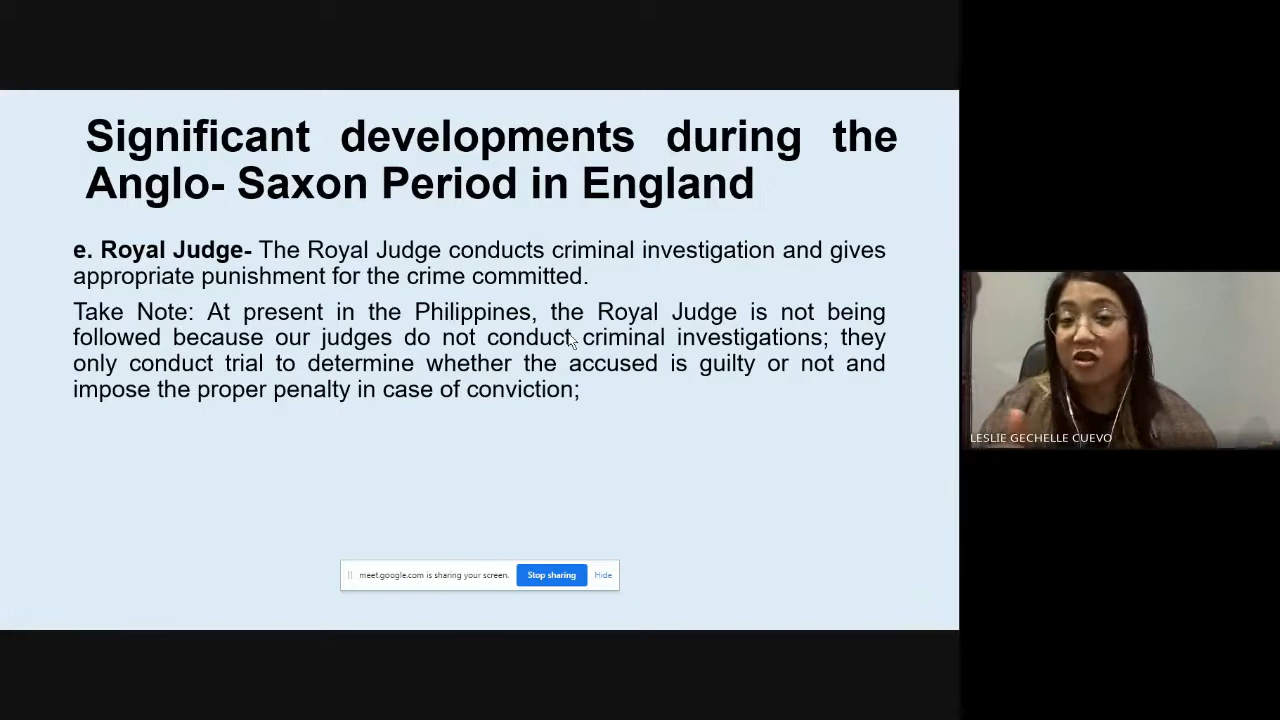 Significant developments during the
Anglo- Saxon Period in England
e. Royal Judge- The Royal Judge conducts criminal investigation and gives
appropriate punishment for the crime committed.
Take Note: At present in the Philippines, the Royal Judge is not being
followed because our judges do not conduct criminal investigations; they
only conduct trial to determine whether the accused is guilty or not and
impose the proper penalty in case of conviction;
LESLIE GECHELLE CUEVO
meet.google.com is sharing your screen.
Stop sharing
Hide